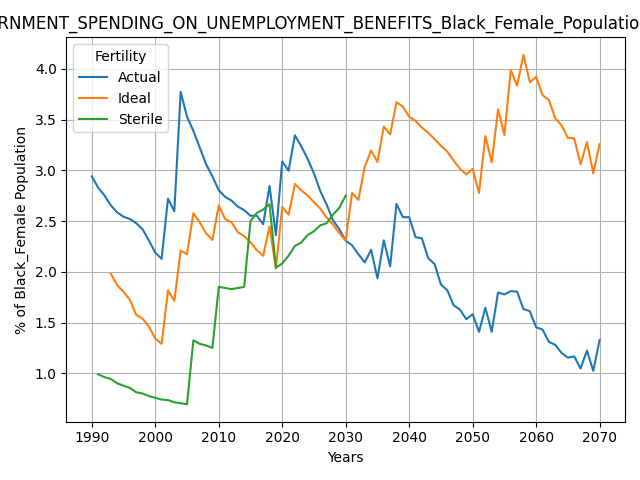 RNMENT_SPENDING_ON_UNEMPLOYMENT_BENEFITS_Black_Female_Populatio
Fertility
Actual
Ideal
Sterile
% of Black_Female Population
4.0
3.5
3.0
2.5
2.0
1.5
1.0
1990 2000 2010 2020 2030 2040 2050 2060 2070
Years